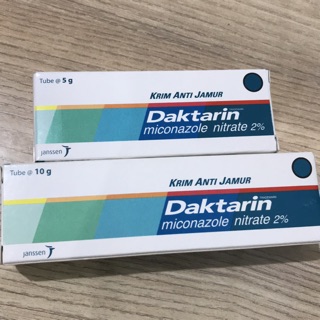 Tube @ 5 g
KRIM ANTI JAMUR
Daktarin
miconazole nitrate 2%
janssen
Tube @ 10 g
KRIM ANTI JAMUR
Daktarin
miconazole nitrate 2%
janssen